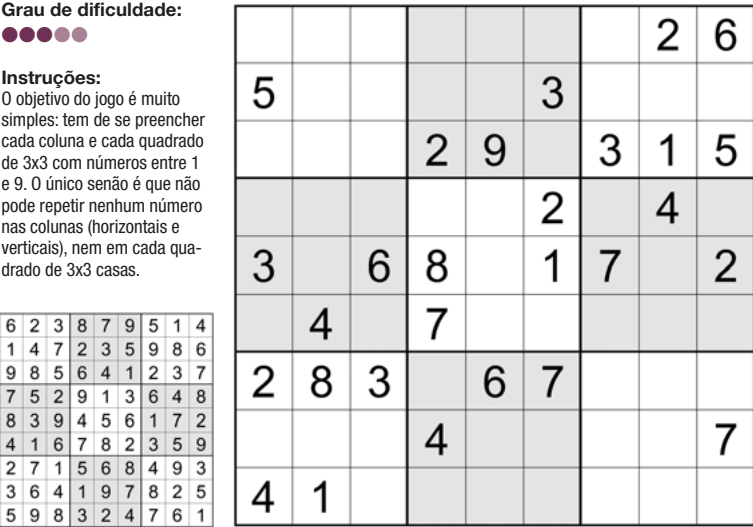 Grau de dificuldade:
Instruções:
O objetivo do jogo é muito
simples: tem de se preencher
cada coluna e cada quadrado
de 3x3 com números entre 1
e 9. O único senão é que não
pode repetir nenhum número
nas colunas (horizontais e
verticais), nem em cada qua-
drado de 3x3 casas.
6 2 3 8 7 9 5 1 4
1 4 7 2 3 5 9 8 6
9 8 5 6 4 1 2 3 7
7 5 2 9 1 3 6 4 8
8 3 9 4 5 6 1 7 2
4 1 6 7 8 2 3 5 9
2 7 1 5 6 8 4 9 3
3 6 4 1 9 7 8 2 5
5 9 8 3 2 4 7 6 1
2 6
5 3
2 9 3 1 5
2 4
3 6 8 1 7 2
4 7
2 8 3 6 7
4 7
4 1